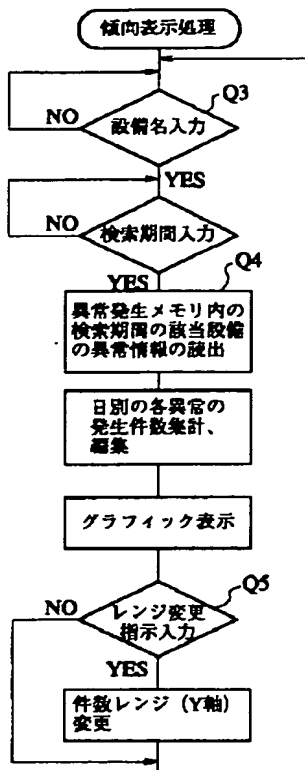 傾向表示処理
Q3
設備名入力
NO
YES
検索期間入力
NO
YES
Q4
異常発生メモリ内の
検索期間の該当設備
の異常情報の読出
日別の各異常の
発生件数集計、
編集
グラフィック表示
Q5
レンジ変更
指示入力
NO
YES
件数レンジ（Y軸）
変更